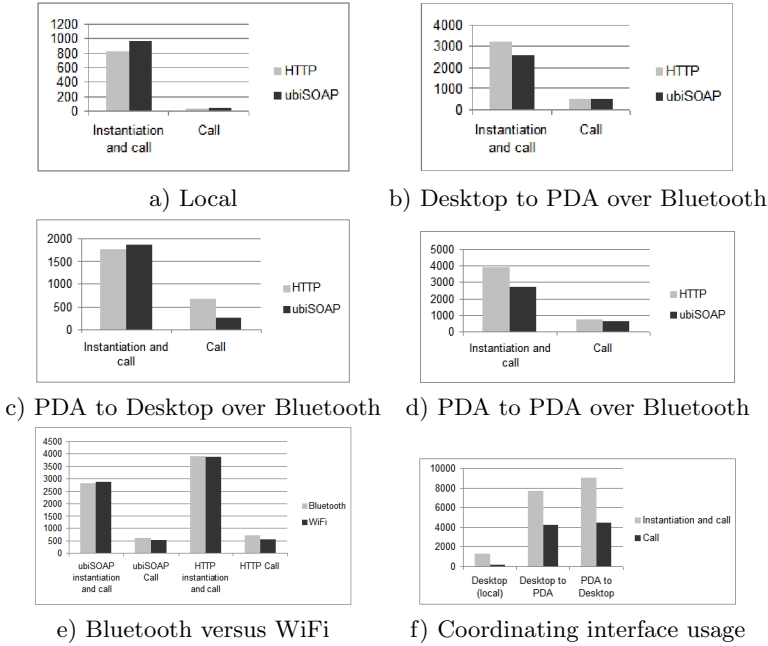 1200
1000
800
600
400
200
0
Instantiation
and call
Call
HTTP
ubiSOAP
a) Local
4000
3000
2000
1000
0
Instantiation
and call
Call
HTTP
ubiSOAP
b) Desktop to PDA over Bluetooth
2000
1500
1000
500
0
Instantiation and
call
Call
HTTP
ubiSOAP
c) PDA to Desktop over Bluetooth
5000
4000
3000
2000
1000
0
Instantiation and
call
Call
HTTP
ubiSOAP
d) PDA to PDA over Bluetooth
4500
4000
3500
3000
2500
2000
1500
1000
500
0
ubiSOAP
instantiation
and call
ubiSOAP
Call
HTTP
instantiation
and call
HTTP Call
Bluetooth
WiFi
e) Bluetooth versus WiFi
10000
8000
6000
4000
2000
0
Desktop
(local)
Desktop to
PDA
PDA to
Desktop
Instantiation and call
Call
f) Coordinating interface usage